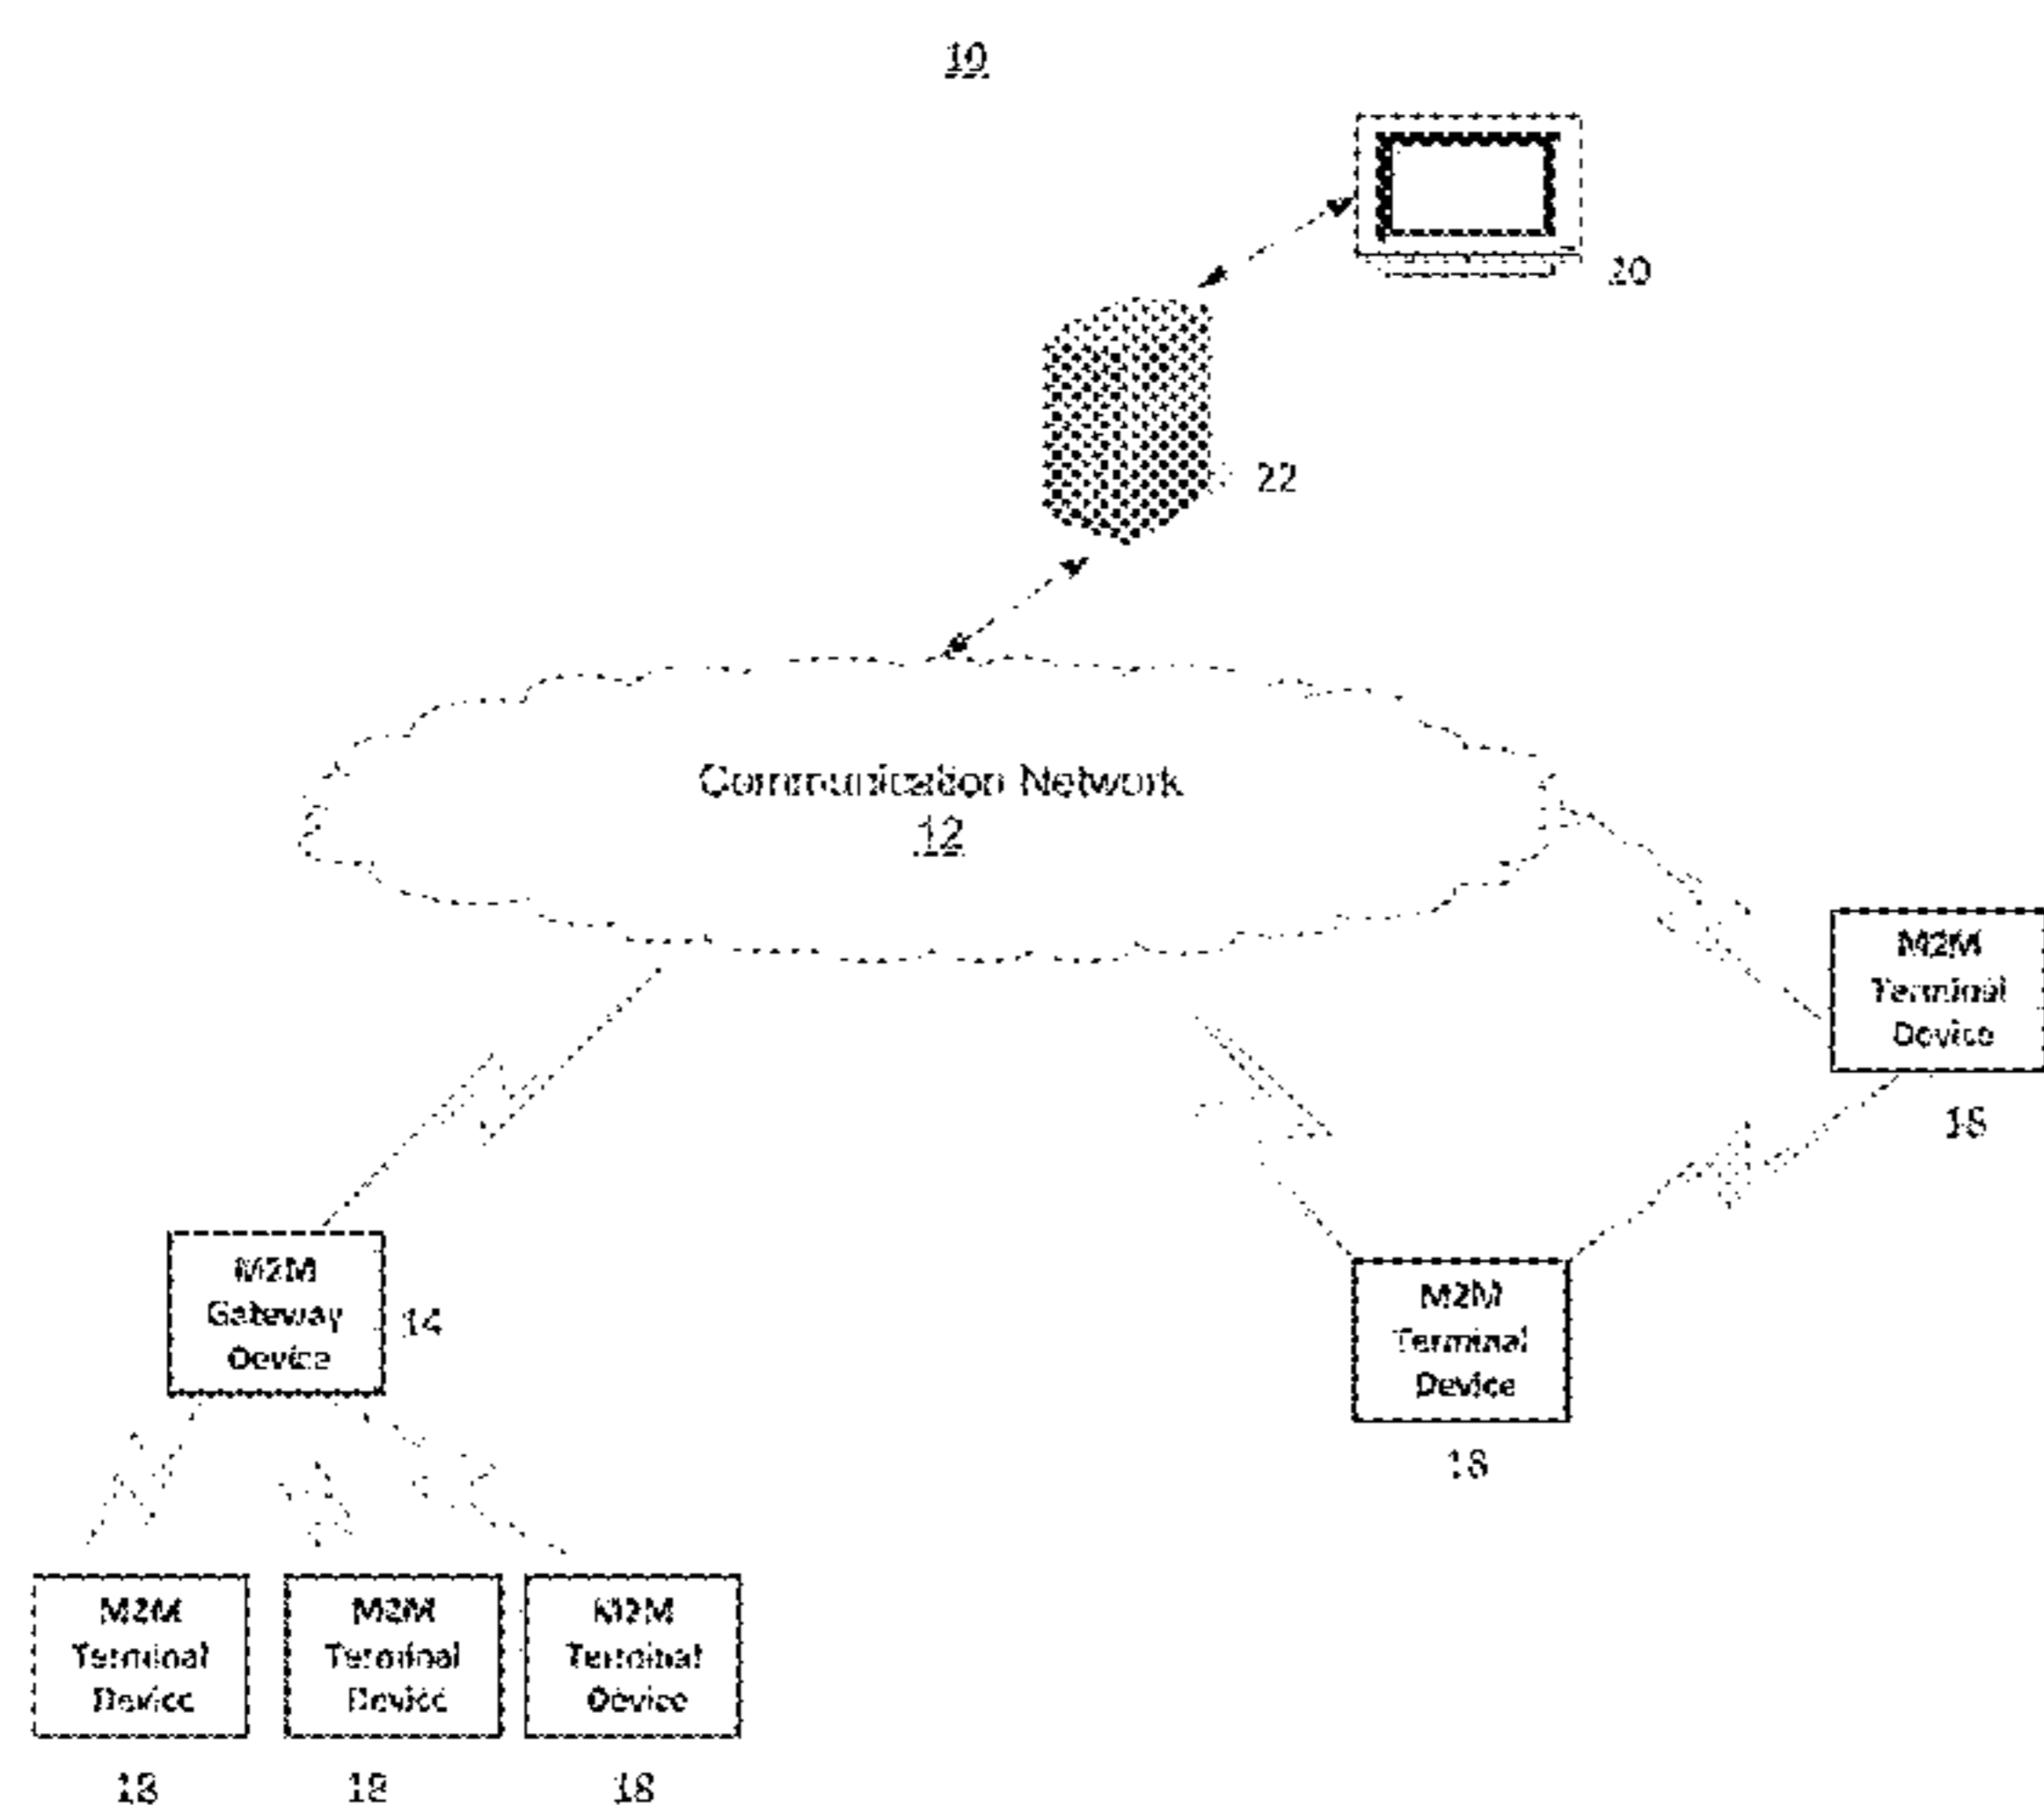 10
20
22
Communication Network
12
M2M
Terminal
Device
18
M2M
Gateway
Device
14
M2M
Terminal
Device
18
M2M
Terminal
Device
M2M
Terminal
Device
M2M
Terminal
Device
18
18
18